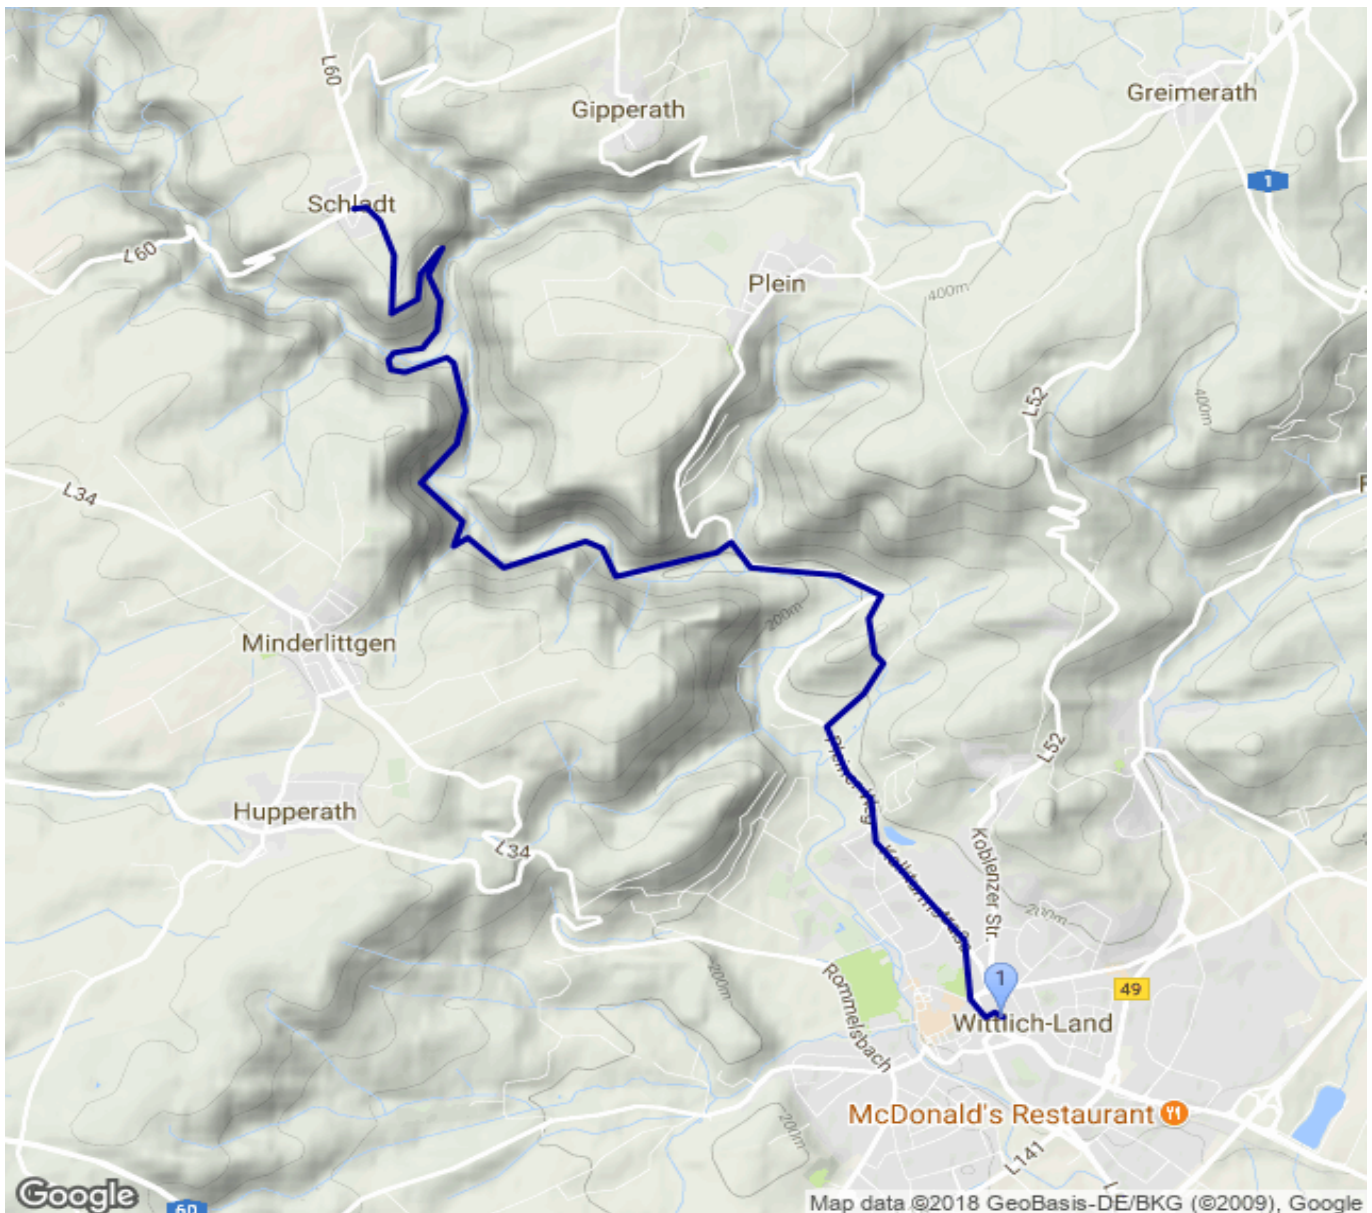 L60
Gipperath
Greimerath
1
Schladt
L60
Plein
400m
L52
400m
L34
200m
Minderlittgen
L52
Pleiner Weg
Hupperath
L34
Koblenzer Str.
200m
200m
Rommelsbach
1
49
Wittlich-Land
McDonald's Restaurant
200m
L141
L
60
Google
Map data ©2018 GeoBasis-DE/BKG (©2009), Google